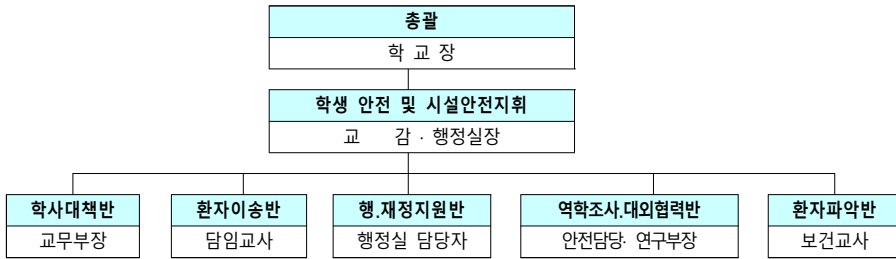 총괄
학 교 장
학생 안전 및 시설안전지휘
교 감 · 행정실장
학사대책반
교무부장
환자이송반
담임교사
행.재정지원반
행정실 담당자
역학조사.대외협력반
안전담당· 연구부장
환자파악반
보건교사